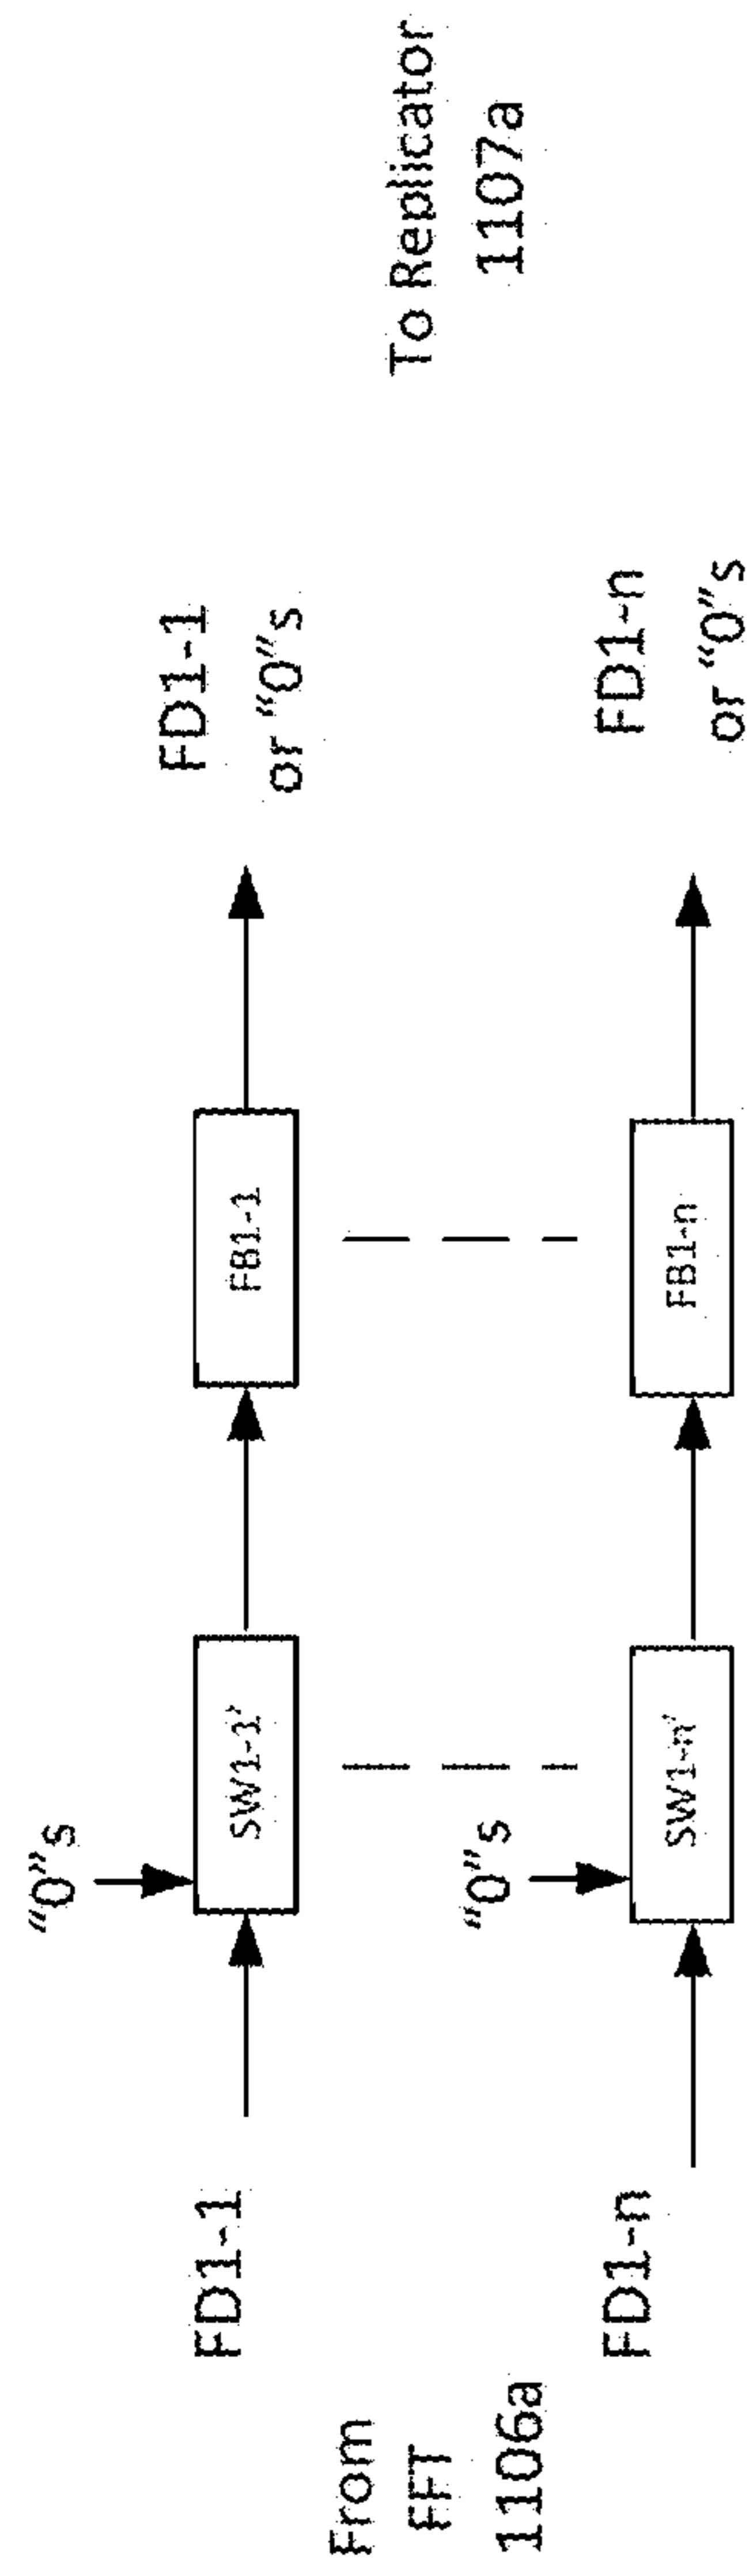 From
FFT
1106a
FD1-1
"0"s
SW1-1'
FB1-1
FD1-1
or "0"s
FD1-n
"0"s
SW1-n'
FB1-n
FD1-n
or "0"s
To Replicator
1107a